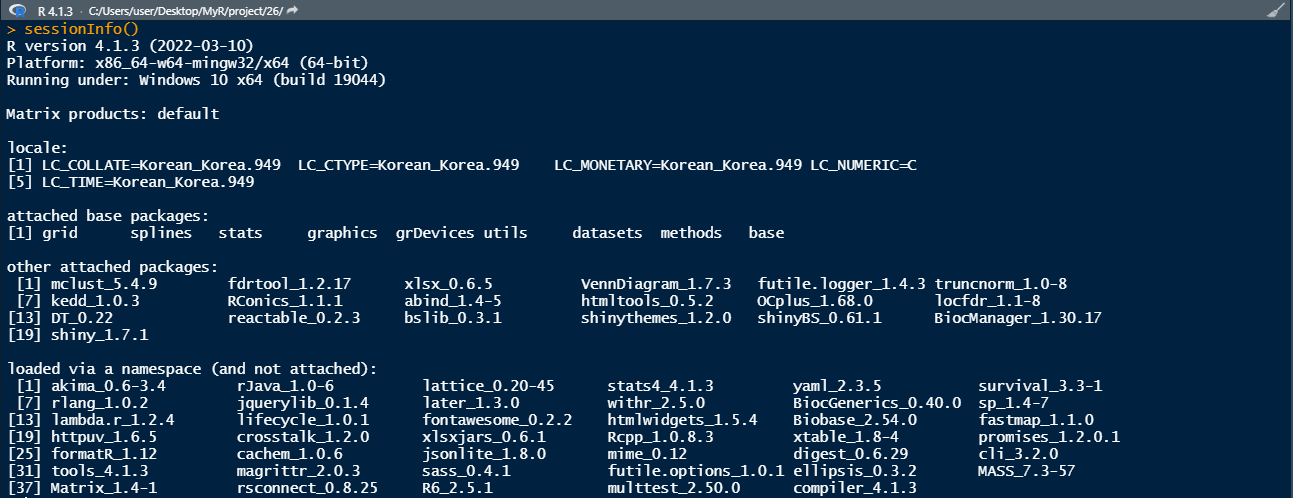 R 4.1.3 · C:/Users/user/Desktop/MyR/project/26/
> sessionInfo()
R version 4.1.3 (2022-03-10)
Platform: x86_64-w64-mingw32/x64 (64-bit)
Running under: Windows 10 x64 (build 19044)
Matrix products: default
locale:
[1] LC_COLLATE=Korean_Korea.949 LC_CTYPE=Korean_Korea.949 LC_MONETARY=Korean_Korea.949 LC_NUMERIC=C
[5] LC_TIME=Korean_Korea.949
attached base packages:
[1] grid splines stats graphics grDevices utils datasets methods base
other attached packages:
[1] mclust_5.4.9 fdrtool_1.2.17 xlsx_0.6.5 VennDiagram_1.7.3 futile.logger_1.4.3 truncnorm_1.0-8
[7] kedd_1.0.3 RConics_1.1.1 abind_1.4-5 htmltools_0.5.2 OCplus_1.68.0 locfdr_1.1-8
[13] DT_0.22 reactable_0.2.3 bslib_0.3.1 shinythemes_1.2.0 shinyBS_0.61.1 BiocManager_1.30.17
[19] shiny_1.7.1
loaded via a namespace (and not attached):
[1] akima_0.6-3.4 rJava_1.0-6 lattice_0.20-45 stats4_4.1.3 yaml_2.3.5 survival_3.3-1
[7] rlang_1.0.2 jquerylib_0.1.4 later_1.3.0 withr_2.5.0 BiocGenerics_0.40.0 sp_1.4-7
[13] lambda.r_1.2.4 lifecycle_1.0.1 fontawesome_0.2.2 htmlwidgets_1.5.4 Biobase_2.54.0 fastmap_1.1.0
[19] httpuv_1.6.5 crosstalk_1.2.0 xlsxjars_0.6.1 Rcpp_1.0.8.3 xtable_1.8-4 promises_1.2.0.1
[25] formatR_1.12 cachem_1.0.6 jsonlite_1.8.0 mime_0.12 digest_0.6.29 cli_3.2.0
[31] tools_4.1.3 magrittr_2.0.3 sass_0.4.1 futile.options_1.0.1 ellipsis_0.3.2 MASS_7.3-57
[37] Matrix_1.4-1 rsconnect_0.8.25 R6_2.5.1 multtest_2.50.0 compiler_4.1.3